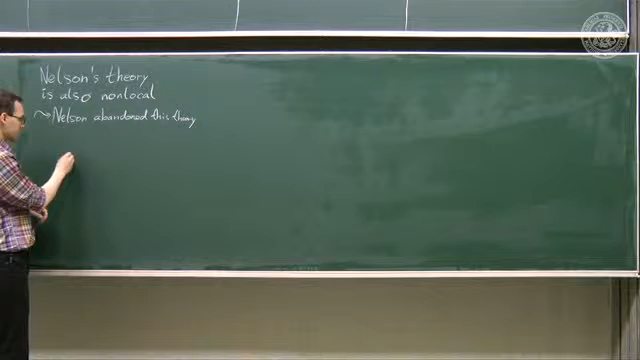 Nelson's theory
is also nonlocal
⤳ Nelson abandoned this theory